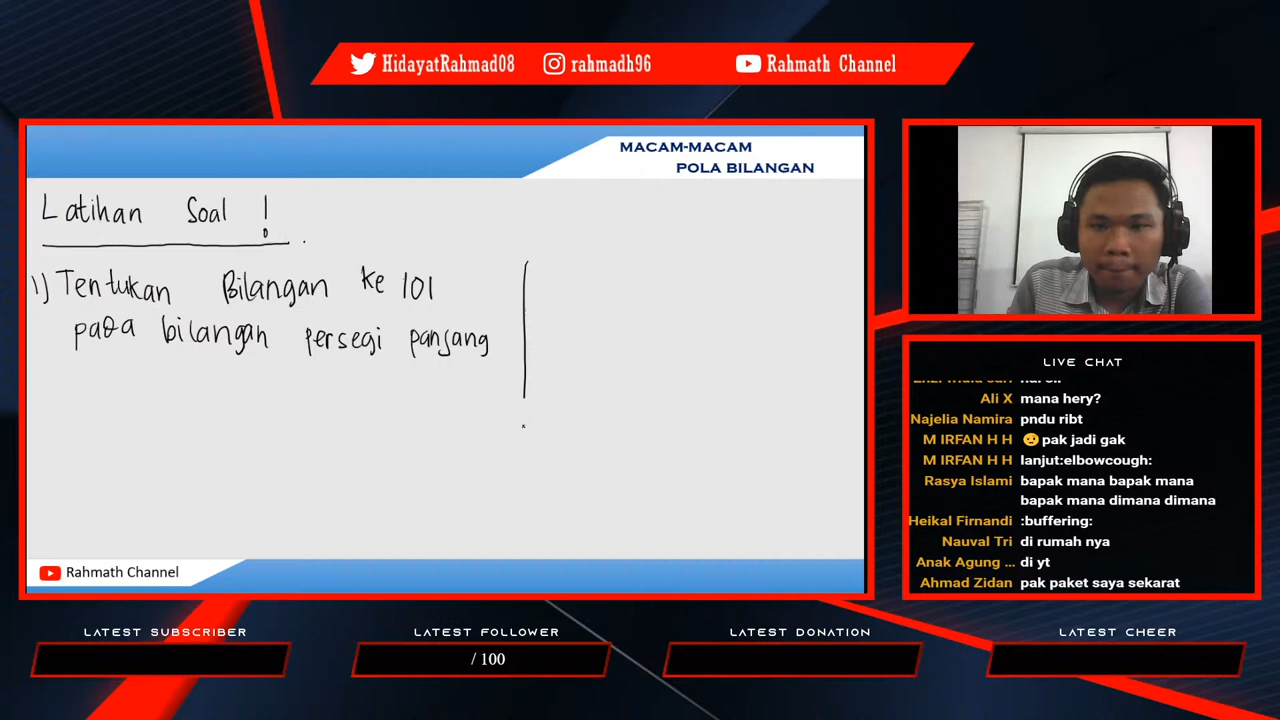 HidayatRahmad08 rahmadh96 Rahmath Channel
MACAM-MACAM
POLA BILANGAN
Latihan Soal !
1) Tentukan Bilangan ke 101
pada bilangan persegi panjang
Rahmath Channel
LIVE CHAT
Ali X mana hery?
Najelia Namira pndu ribt
M IRFAN H H 😥pak jadi gak
M IRFAN H H lanjut:elbowcough:
Rasya Islami bapak mana bapak mana
bapak mana dimana dimana
Heikal Firnandi :buffering:
Nauval Tri di rumah nya
Anak Agung ... di yt
Ahmad Zidan pak paket saya sekarat
LATEST SUBSCRIBER LATEST FOLLOWER LATEST DONATION LATEST CHEER
/ 100